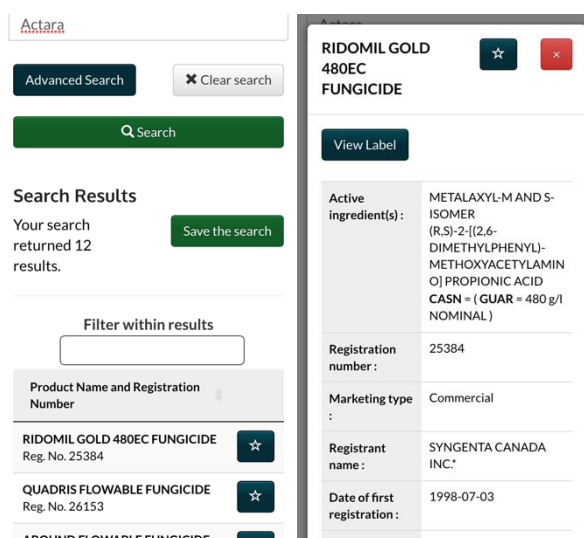 Actara
Advanced Search
✖ Clear search
Search
Search Results
Your search
returned 12
results.
Save the search
Filter within results
Product Name and Registration
Number
RIDOMIL GOLD 480EC FUNGICIDE
Reg. No. 25384
QUADRIS FLOWABLE FUNGICIDE
Reg. No. 26153
ABOUND FLOWABLE FUNGICIDE
Actara
RIDOMIL GOLD
480EC
FUNGICIDE
×
View Label
Active
ingredient(s) :
METALAXYL-M AND S-
ISOMER
(R,S)-2-[(2,6-
DIMETHYLPHENYL)-
METHOXYACETYLAMIN
O] PROPIONIC ACID
CASN = ( GUAR = 480 g/l
NOMINAL )
Registration
number :
25384
Marketing type
:
Commercial
Registrant
name :
SYNGENTA CANADA
INC.*
Date of first
registration :
1998-07-03